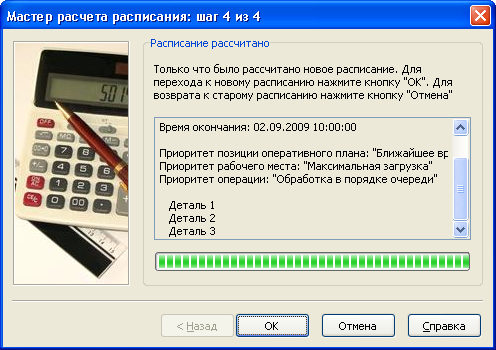 Мастер расчета расписания: шаг 4 из 4
Расписание рассчитано
Только что было рассчитано новое расписание. Для
перехода к новому расписанию нажмите кнопку "ОК". Для
возврата к старому расписанию нажмите кнопку "Отмена"
Время окончания: 02.09.2009 10:00:00
Приоритет позиции оперативного плана: "Ближайшее вр
Приоритет рабочего места: "Максимальная загрузка"
Приоритет операции: "Обработка в порядке очереди"
Деталь 1
Деталь 2
Деталь 3
< Назад
ОК
Отмена
Справка